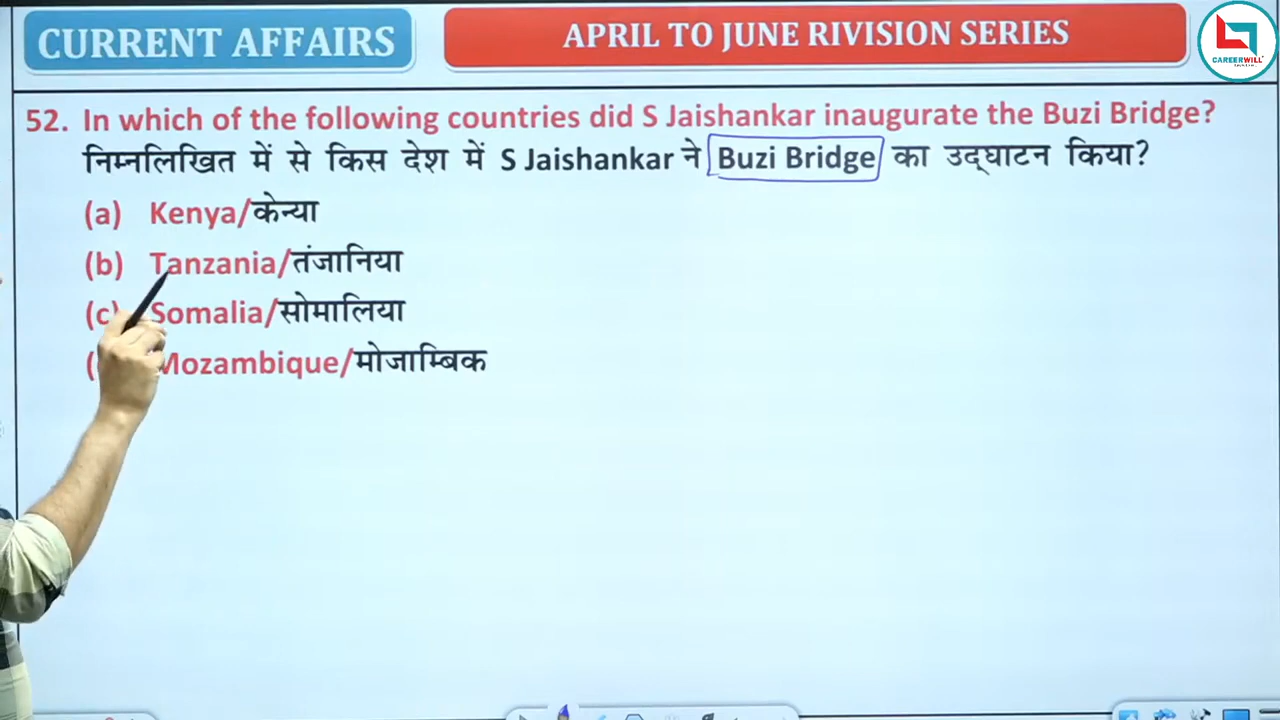 CURRENT AFFAIRS
APRIL TO JUNE RIVISION SERIES
CAREERWILL
52. In which of the following countries did S Jaishankar inaugurate the Buzi Bridge?
निम्नलिखित में से किस देश में S Jaishankar ने Buzi Bridge का उद्घाटन किया?
(a) Kenya/केन्या
(b) Tanzania/तंजानिया
(c) Somalia/सोमालिया
( Mozambique/मोजाम्बिक